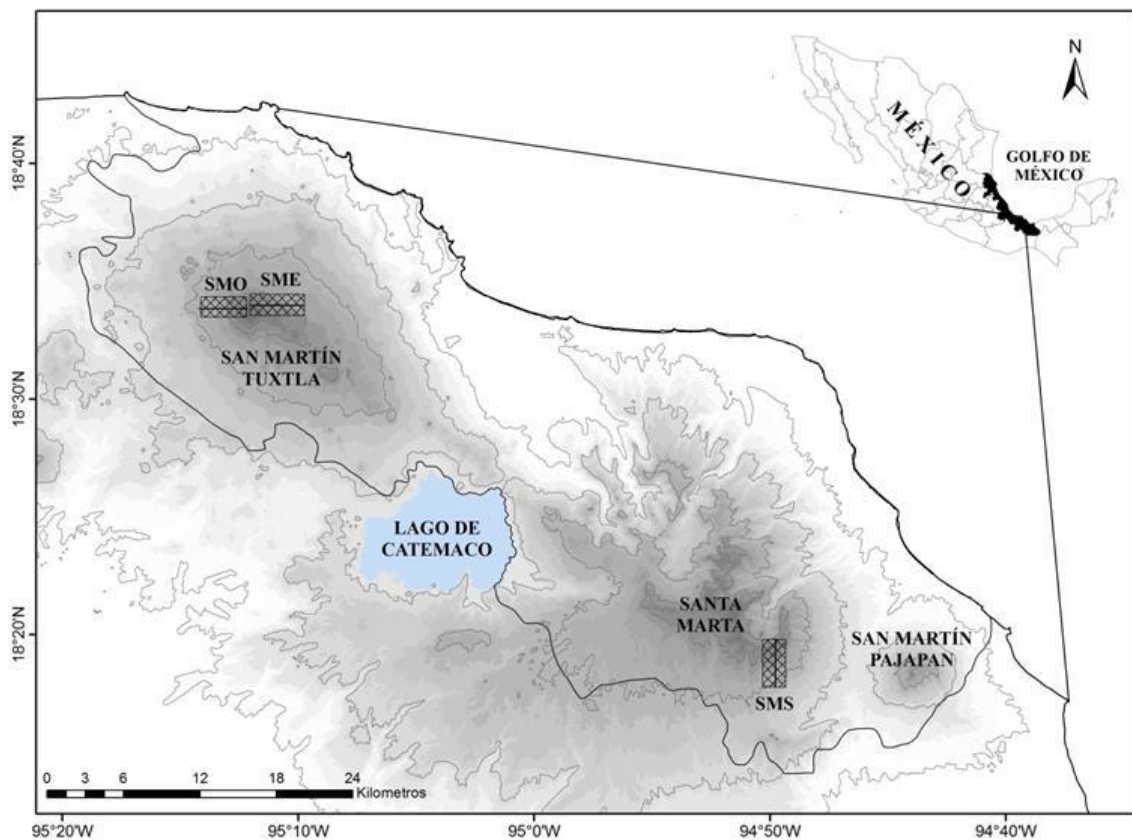 N
MÉXICO
GOLFO DE
MÉXICO
18°40'N
SMO
SME
SAN MARTÍN
TUXTLA
18°30'N
LAGO DE
CATEMACO
SANTA
MARTA
18°20'N
SAN MARTÍN
PAJAPAN
SMS
0 3 6 12 18 24
Kilometros
95°20'W 95°10'W 95°0'W 94°50'W 94°40'W